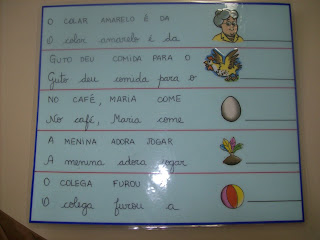 O COLAR AMARELO É DA
O colar amarelo é da
GUTO DEU COMIDA PARA O
Guto deu comida para o
NO CAFÉ, MARIA COME
No café, Maria come
A MENINA ADORA JOGAR
A menina adora jogar
O COLEGA FUROU A
O colega furou a